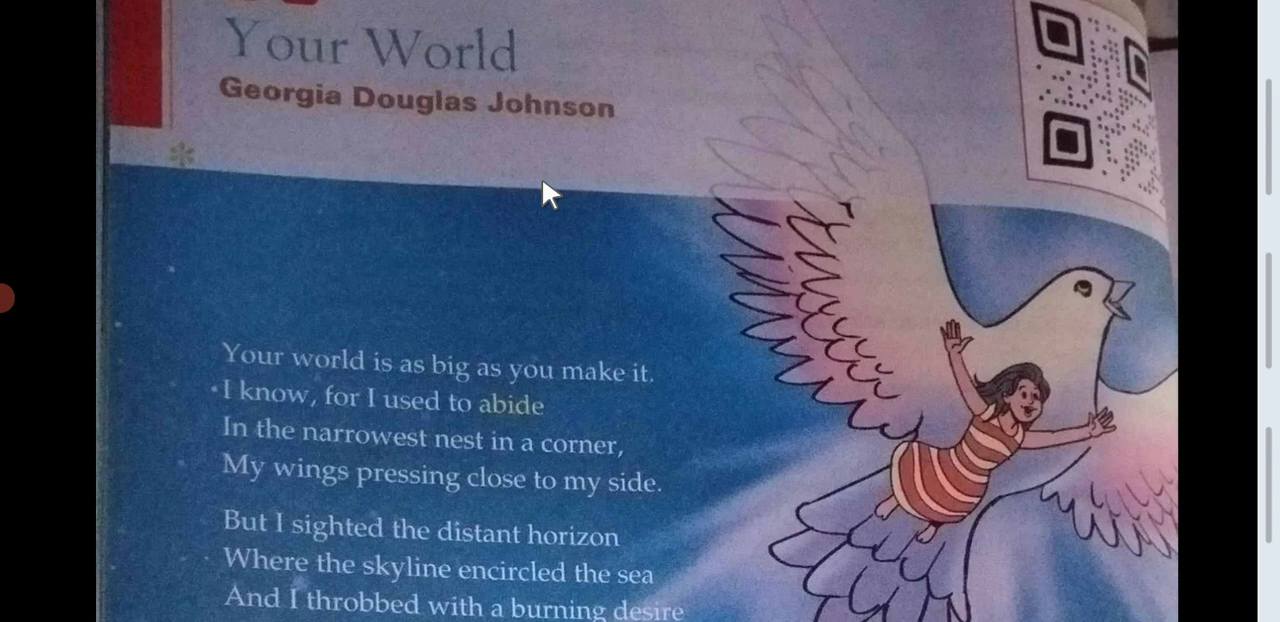 Your World
Georgia Douglas Johnson
Your world is as big as you make it.
I know, for I used to abide
In the narrowest nest in a corner,
My wings pressing close to my side.
But I sighted the distant horizon
Where the skyline encircled the sea
And I throbbed with a burning desire